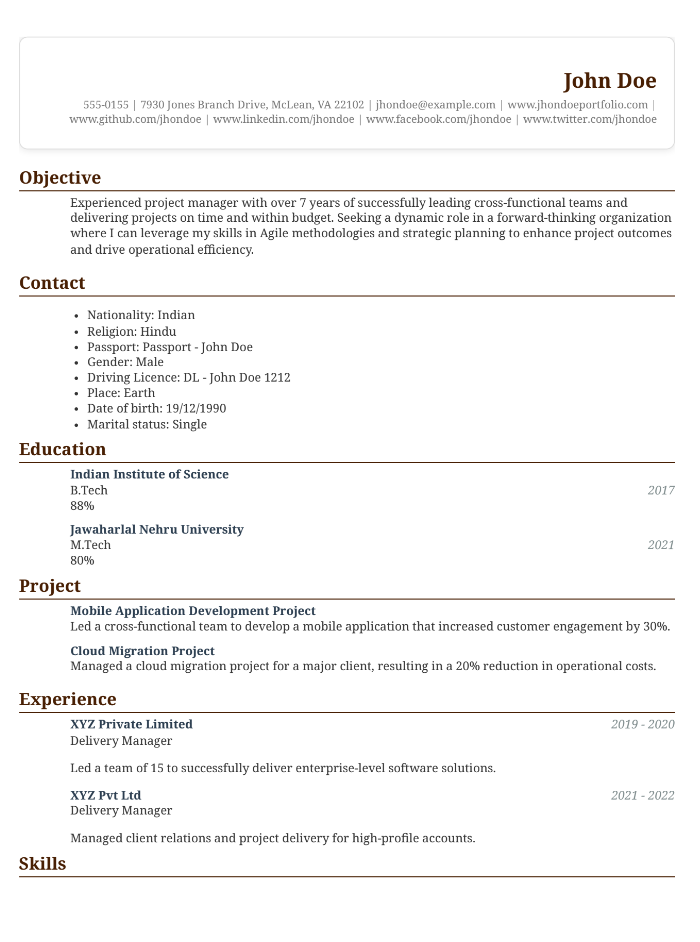 John Doe
555-0155 | 7930 Jones Branch Drive, McLean, VA 22102 | jhondoe@example.com | www.jhondoeportfolio.com |
www.github.com/jhondoe | www.linkedin.com/jhondoe | www.facebook.com/jhondoe | www.twitter.com/jhondoe
Objective
Experienced project manager with over 7 years of successfully leading cross-functional teams and
delivering projects on time and within budget. Seeking a dynamic role in a forward-thinking organization
where I can leverage my skills in Agile methodologies and strategic planning to enhance project outcomes
and drive operational efficiency.
Contact
• Nationality: Indian
• Religion: Hindu
• Passport: Passport - John Doe
• Gender: Male
• Driving Licence: DL - John Doe 1212
• Place: Earth
• Date of birth: 19/12/1990
• Marital status: Single
Education
Indian Institute of Science
B.Tech 2017
88%
Jawaharlal Nehru University
M.Tech 2021
80%
Project
Mobile Application Development Project
Led a cross-functional team to develop a mobile application that increased customer engagement by 30%.
Cloud Migration Project
Managed a cloud migration project for a major client, resulting in a 20% reduction in operational costs.
Experience
XYZ Private Limited 2019 - 2020
Delivery Manager
Led a team of 15 to successfully deliver enterprise-level software solutions.
XYZ Pvt Ltd 2021 - 2022
Delivery Manager
Managed client relations and project delivery for high-profile accounts.
Skills